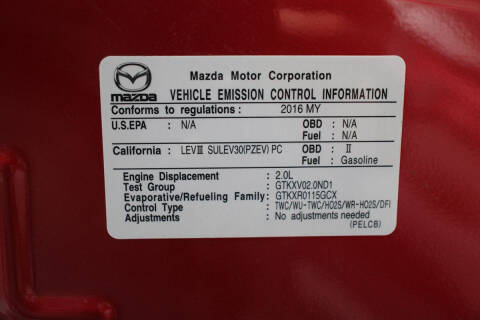 Mazda Motor Corporation
mazda VEHICLE EMISSION CONTROL INFORMATION
Conforms to regulations : 2016 MY
U.S.EPA : N/A OBD : N/A
Fuel : N/A
California : LEVⅢ SULEV30(PZEV) PC OBD : Ⅱ
Fuel : Gasoline
Engine Displacement : 2.0L
Test Group : GTKXV02.0ND1
Evaporative/Refueling Family : GTKXR0115GCX
Control Type : TWC/WU-TWC/HO2S/WR-HO2S/DFI
Adjustments : No adjustments needed
(PELCB)